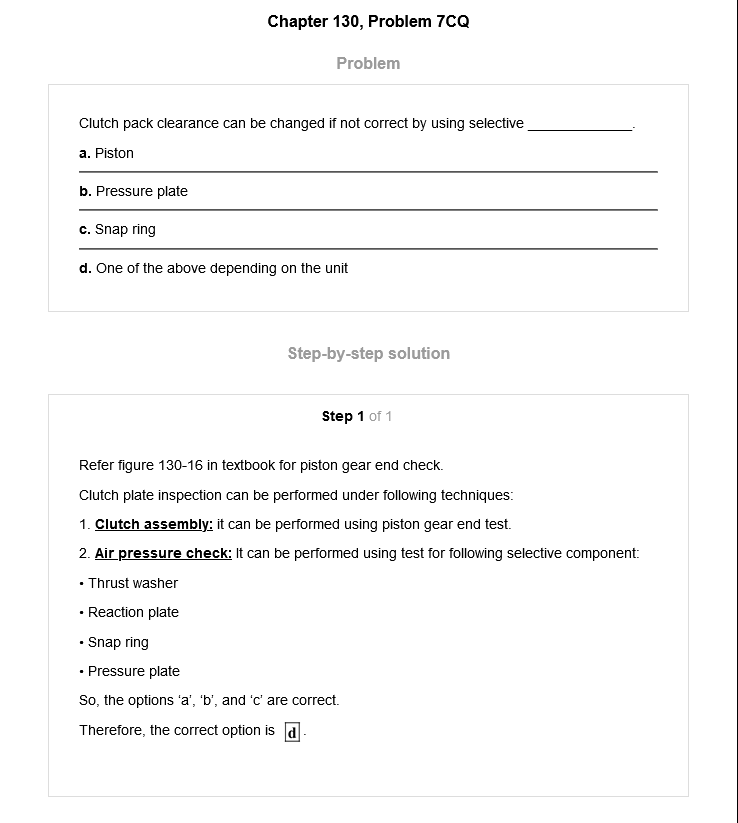 Chapter 130, Problem 7CQ
Problem
Clutch pack clearance can be changed if not correct by using selective ______________.
a. Piston
b. Pressure plate
c. Snap ring
d. One of the above depending on the unit
Step-by-step solution
Step 1 of 1
Refer figure 130-16 in textbook for piston gear end check.
Clutch plate inspection can be performed under following techniques:
1. Clutch assembly: it can be performed using piston gear end test.
2. Air pressure check: It can be performed using test for following selective component:
• Thrust washer
• Reaction plate
• Snap ring
• Pressure plate
So, the options ‘a’, ‘b’, and ‘c’ are correct.
Therefore, the correct option is d.